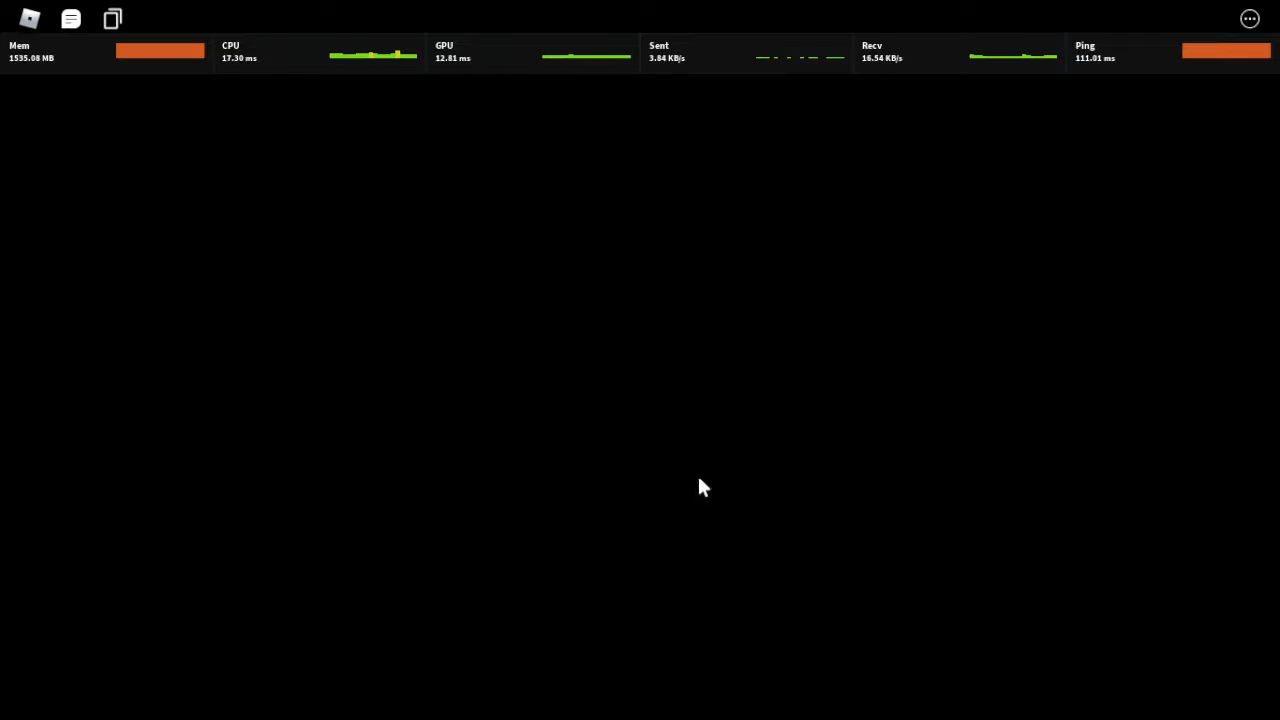 Mem
1535.08 MB
CPU
17.30 ms
GPU
12.81 ms
Sent
3.84 KB/s
Recv
16.54 KB/s
Ping
111.01 ms